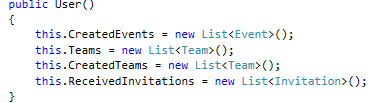 public User()
{
this.CreatedEvents = new List<Event>();
this.Teams = new List<Team>();
this.CreatedTeams = new List<Team>();
this.ReceivedInvitations = new List<Invitation>();
}